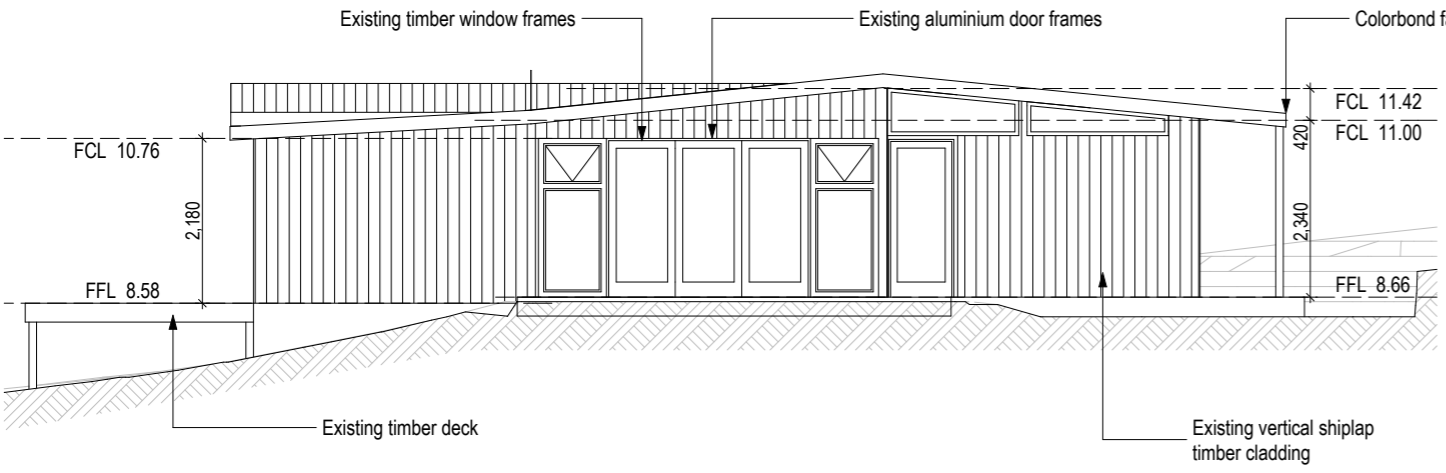 Existing timber window frames
Existing aluminium door frames
Colorbond
FCL 11.42
FCL 10.76
420
FCL 11.00
2,180
2,340
FFL 8.58
FFL 8.66
Existing timber deck
Existing vertical shiplap
timber cladding